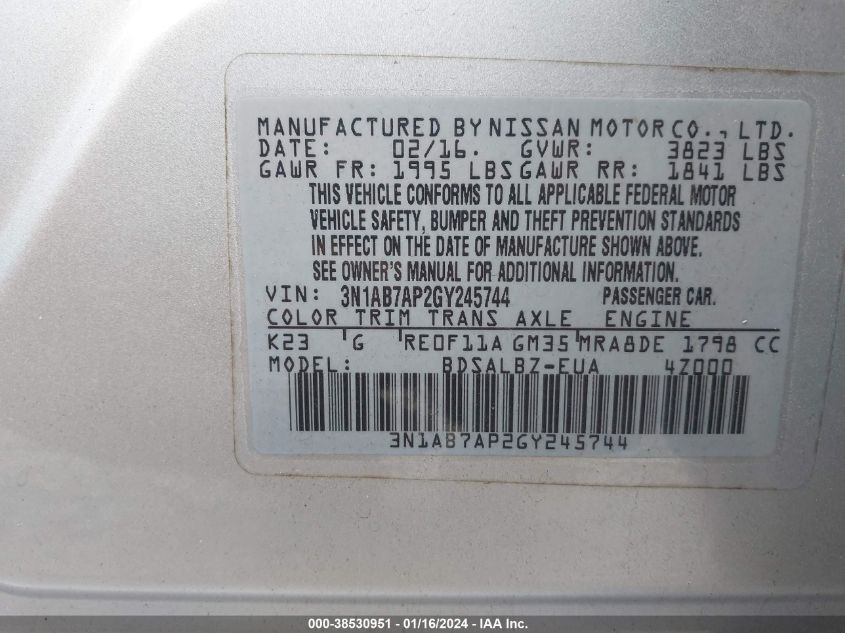 MANUFACTURED BY NISSAN MOTOR CO., LTD.
DATE: 02/16. GVWR: 3823 LBS
GAWR FR: 1995 LBS GAWR RR: 1841 LBS
THIS VEHICLE CONFORMS TO ALL APPLICABLE FEDERAL MOTOR
VEHICLE SAFETY, BUMPER AND THEFT PREVENTION STANDARDS
IN EFFECT ON THE DATE OF MANUFACTURE SHOWN ABOVE.
SEE OWNER'S MANUAL FOR ADDITIONAL INFORMATION.
VIN: 3N1AB7AP2GY245744 PASSENGER CAR.
COLOR TRIM TRANS AXLE ENGINE
K23 G RE0F11A GM35 MRA8DE 1798 CC
MODEL: BDSALBZ-EUA 4Z000
3N1AB7AP2GY245744
000-38530951 - 01/16/2024 - IAA Inc.